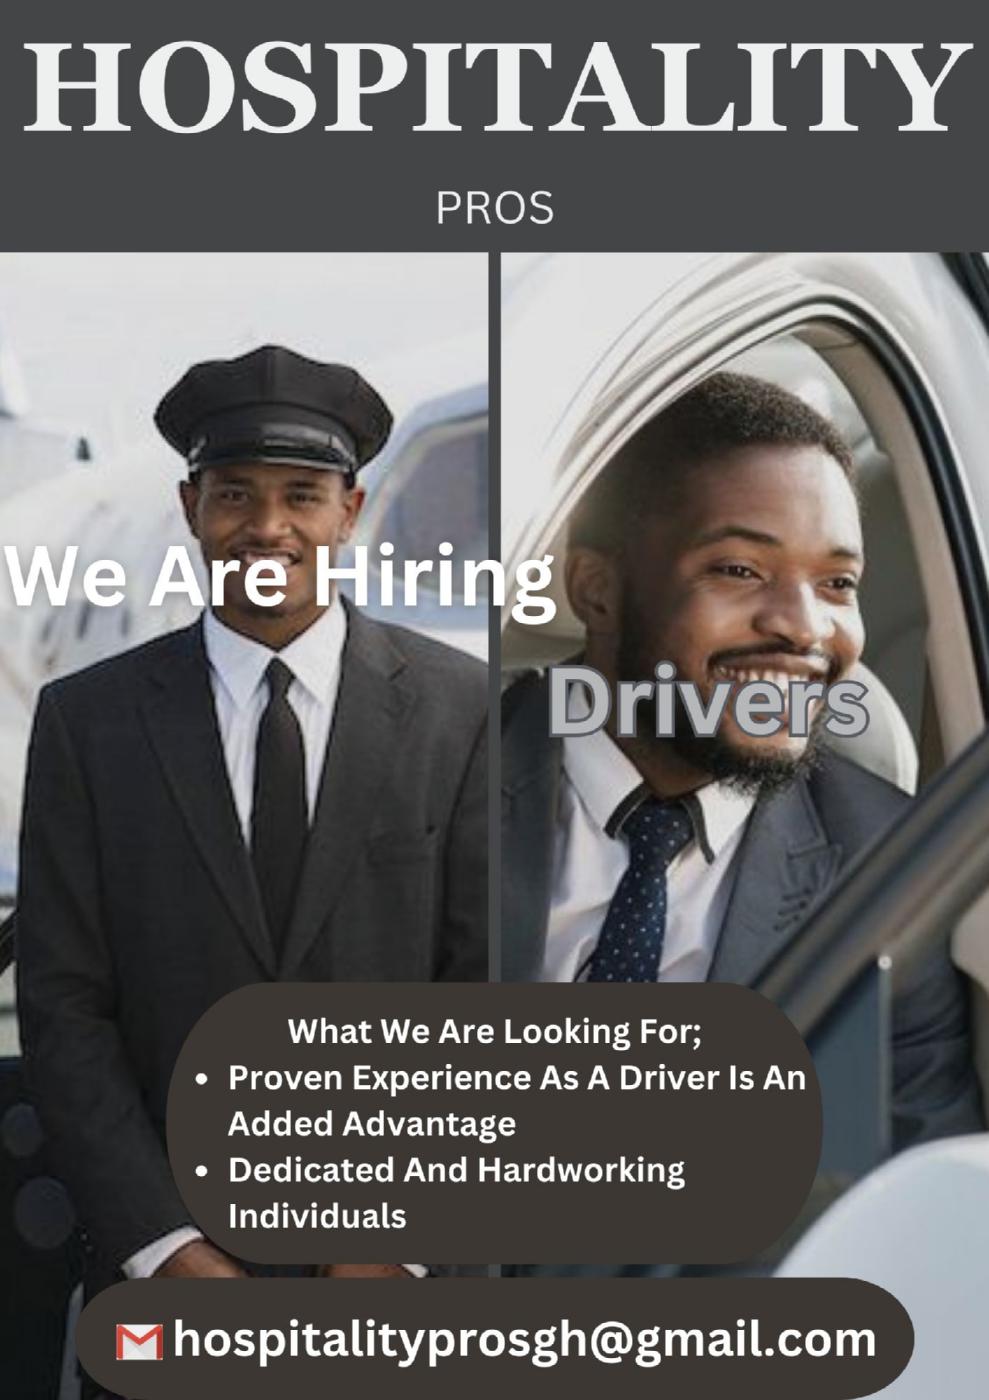 HOSPITALITY
PROS
We Are Hiring
Drivers
What We Are Looking For;
• Proven Experience As A Driver Is An
Added Advantage
• Dedicated And Hardworking
Individuals
hospitalityprosgh@gmail.com